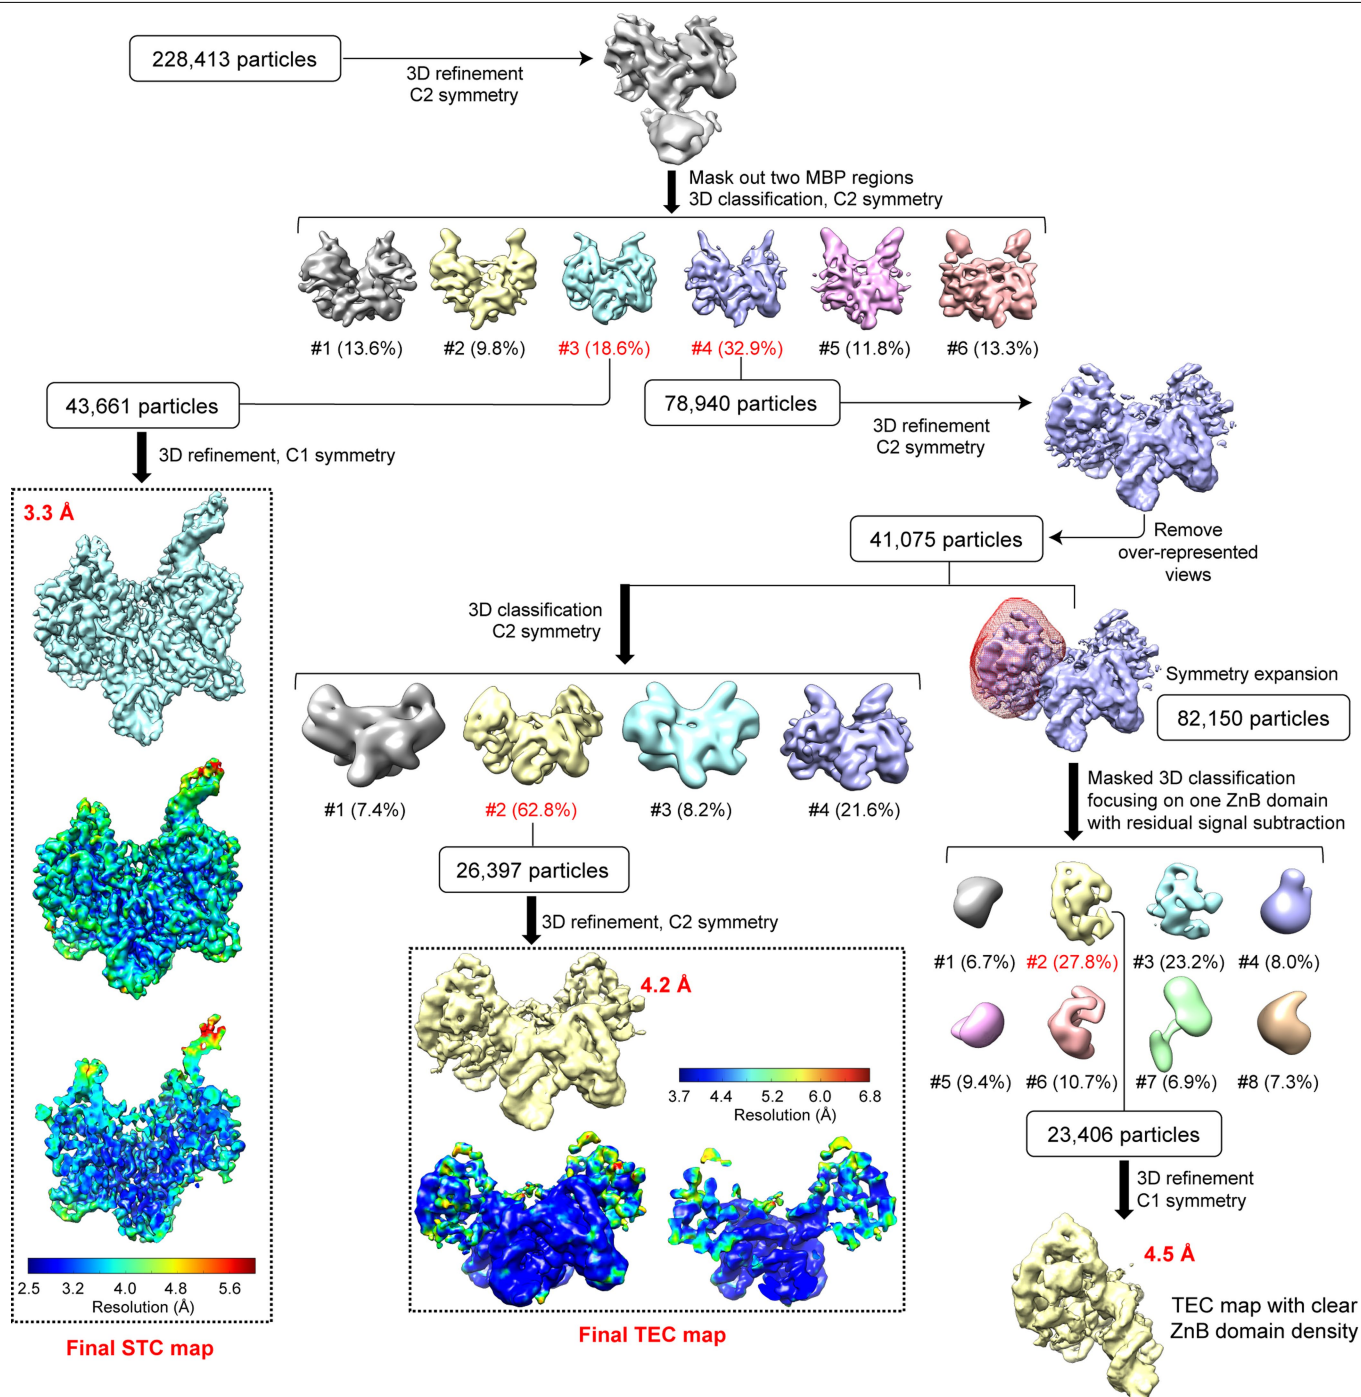 228,413 particles
3D refinement
C2 symmetry
Mask out two MBP regions
3D classification, C2 symmetry
#1 (13.6%)
#2 (9.8%)
#3 (18.6%)
#4 (32.9%)
#5 (11.8%)
#6 (13.3%)
43,661 particles
78,940 particles
3D refinement
C2 symmetry
3D refinement, C1 symmetry
3.3 Å
41,075 particles
Remove
over-represented
views
3D classification
C2 symmetry
Symmetry expansion
82,150 particles
#1 (7.4%)
#2 (62.8%)
#3 (8.2%)
#4 (21.6%)
Masked 3D classification
focusing on one ZnB domain
with residual signal subtraction
26,397 particles
3D refinement, C2 symmetry
#1 (6.7%)
#2 (27.8%)
#3 (23.2%)
#4 (8.0%)
#5 (9.4%)
#6 (10.7%)
#7 (6.9%)
#8 (7.3%)
4.2 Å
3.7 4.4 5.2 6.0 6.8
Resolution (Å)
23,406 particles
3D refinement
C1 symmetry
4.5 Å
TEC map with clear
ZnB domain density
2.5 3.2 4.0 4.8 5.6
Resolution (Å)
Final STC map
Final TEC map